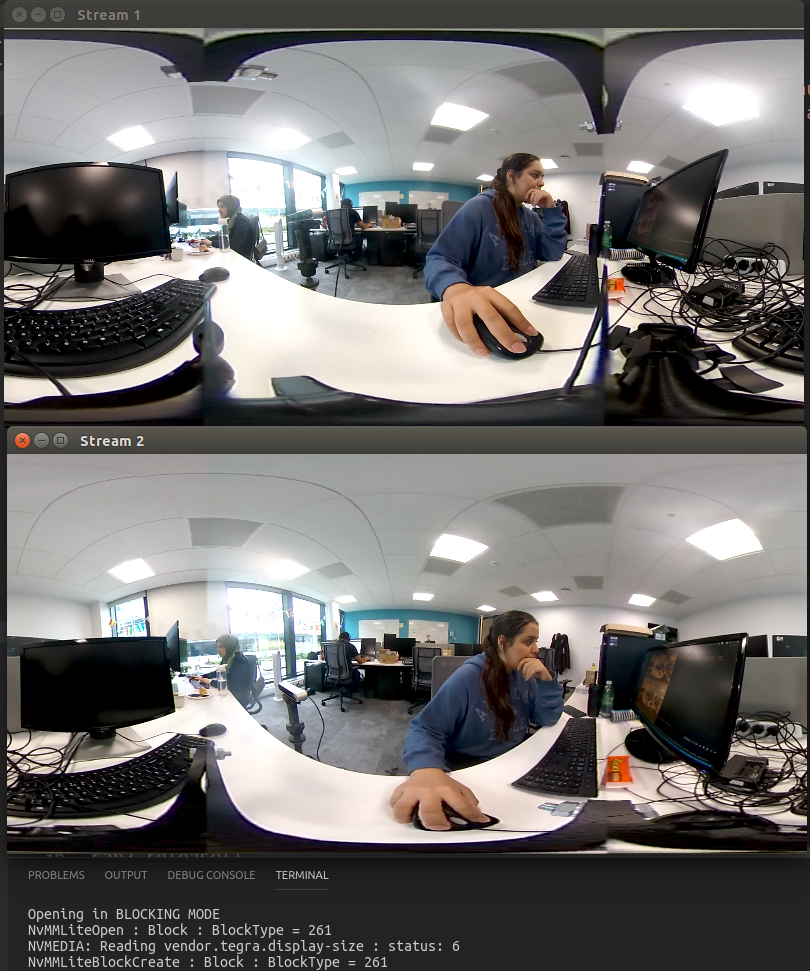 Stream 1
DELL
Stream 2
PROBLEMS OUTPUT DEBUG CONSOLE TERMINAL
Opening in BLOCKING MODE
NvMMLiteOpen : Block : BlockType = 261
NVMEDIA: Reading vendor.tegra.display-size : status: 6
NvMMLiteBlockCreate : Block : BlockType = 261